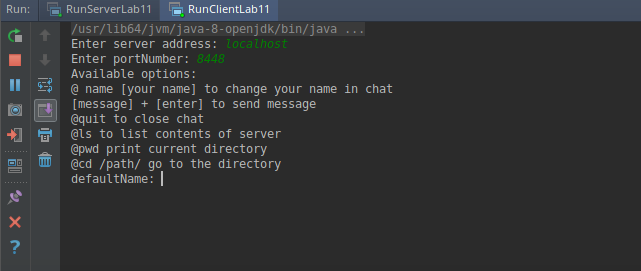 Run: RunServerLab11 RunClientLab11
/usr/lib64/jvm/java-8-openjdk/bin/java ...
Enter server address: localhost
Enter portNumber: 8448
Available options:
@ name [your name] to change your name in chat
[message] + [enter] to send message
@quit to close chat
@ls to list contents of server
@pwd print current directory
@cd /path/ go to the directory
defaultName: